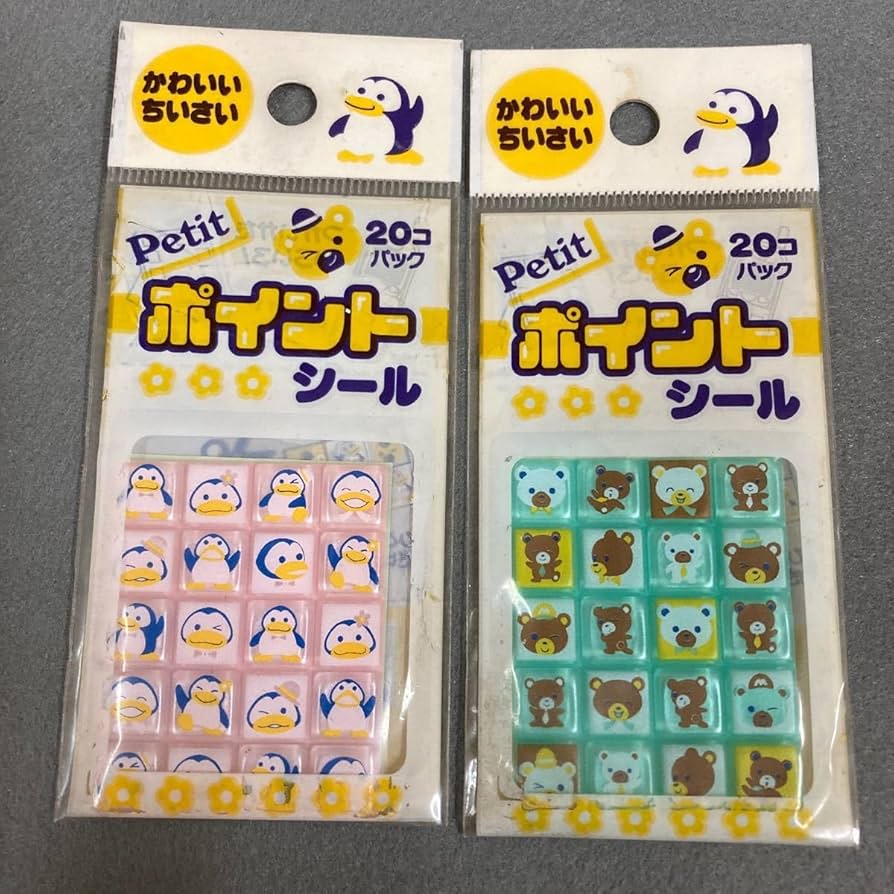 かわいい
ちいさい
Petit
20コ
パック
ポイント
シール
かわいい
ちいさい
Petit
20コ
パック
ポイント
シール